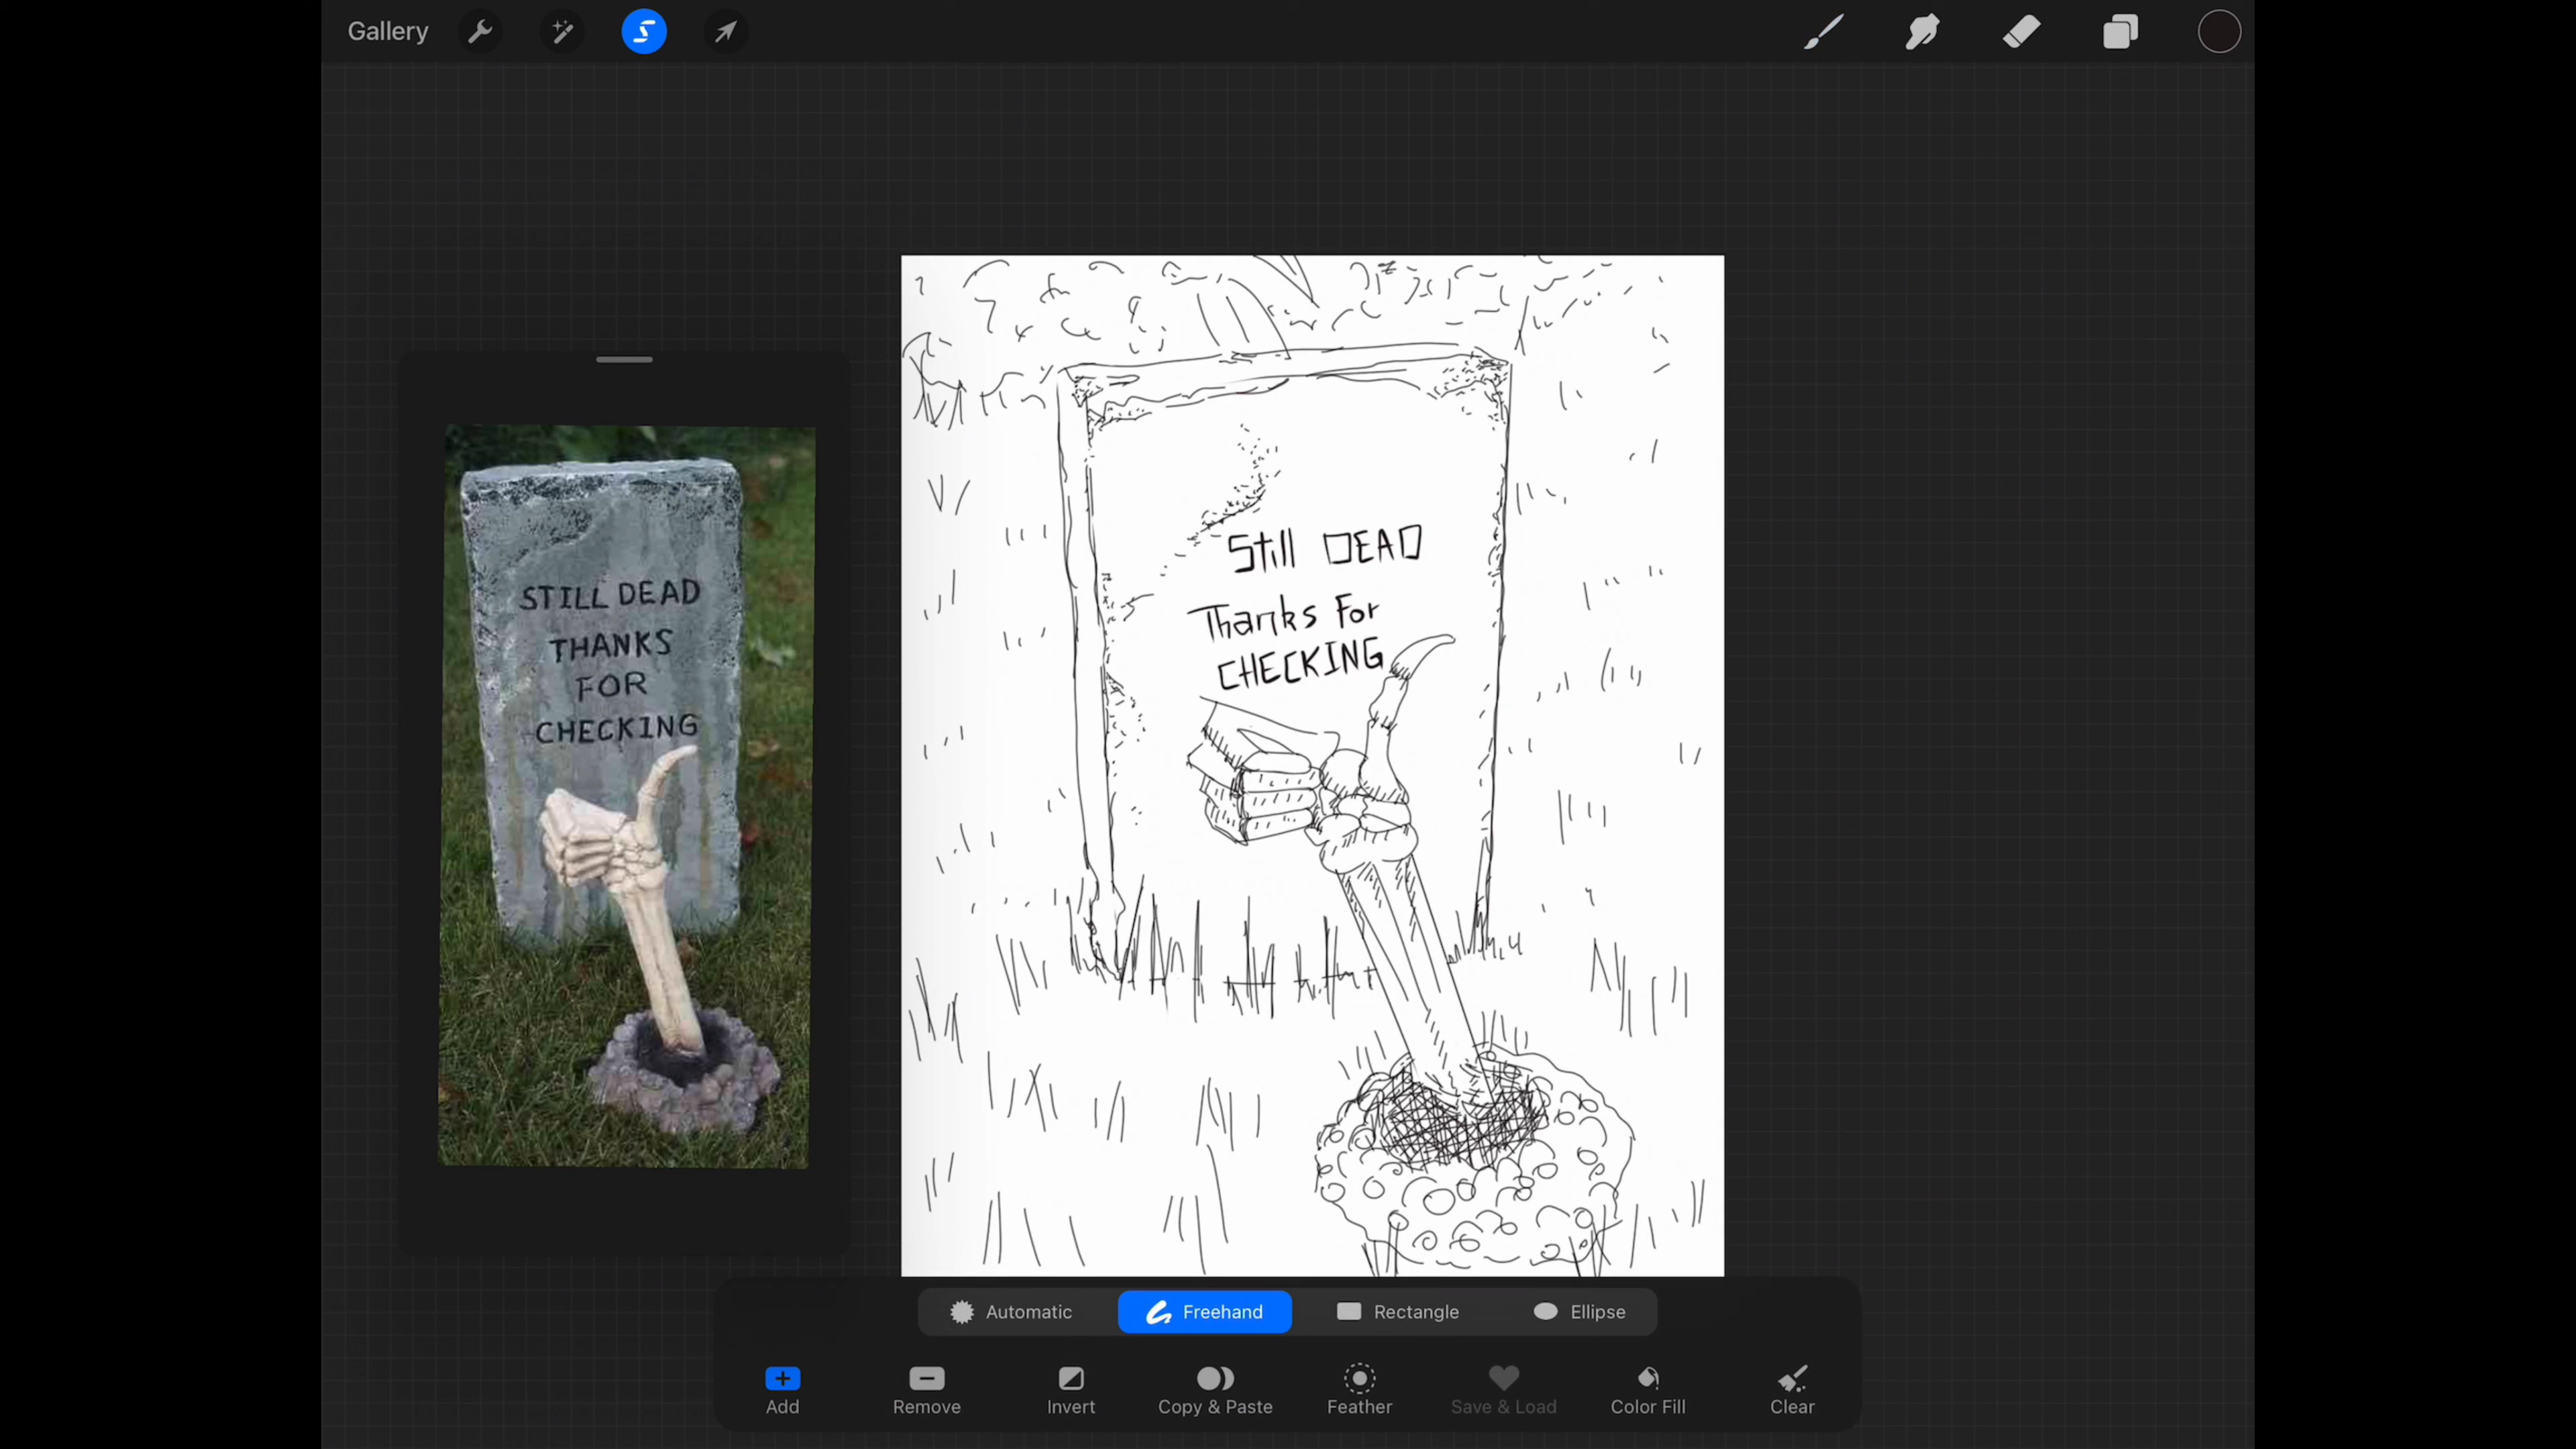 Gallery
STILL DEAD
THANKS
FOR
CHECKING
Still DEAD
Thanks For
CHECKING
Automatic
Freehand
Rectangle
Ellipse
Add
Remove
Invert
Copy & Paste
Feather
Save & Load
Color Fill
Clear